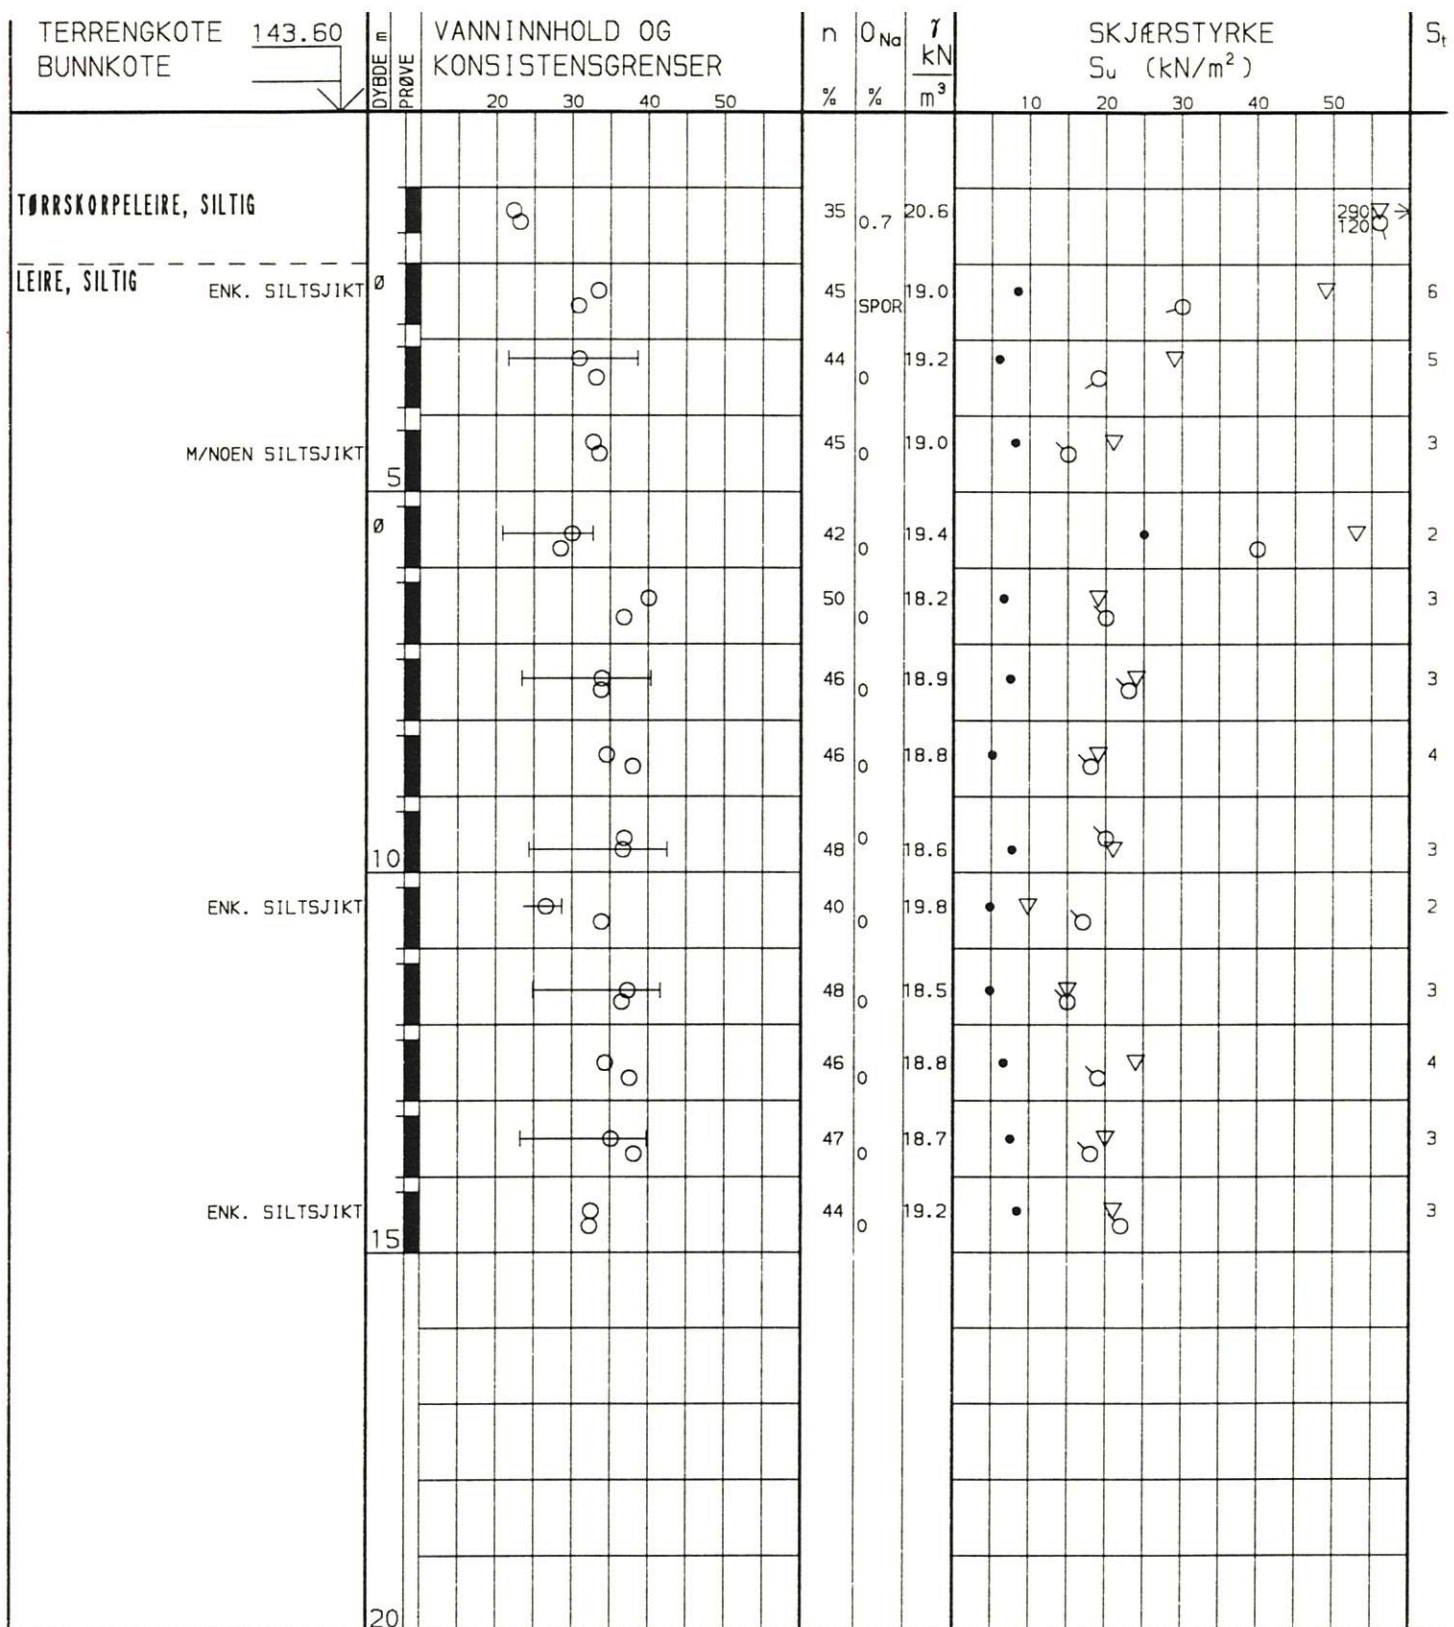 TERRENGKOTE 143.60
BUNNKOTE
DYBDE m
PRØVE
VANNINNHOLD OG
KONSISTENSGRENSER
20 30 40 50
n
%
O Na
%
γ
kN
m³
SKJÆRSTYRKE
Su (kN/m²)
10 20 30 40 50
St
TØRRSKORPELEIRE, SILTIG 35 0.7 20.6 290
120
LEIRE, SILTIG
ENK. SILTSJIKT Ø 45 SPOR 19.0 6
44 0 19.2 5
M/NOEN SILTSJIKT 45 0 19.0 3
5
Ø 42 0 19.4 2
50 0 18.2 3
46 0 18.9 3
46 0 18.8 4
48 0 18.6 3
10
ENK. SILTSJIKT 40 0 19.8 2
48 0 18.5 3
46 0 18.8 4
47 0 18.7 3
ENK. SILTSJIKT 44 0 19.2 3
15
20